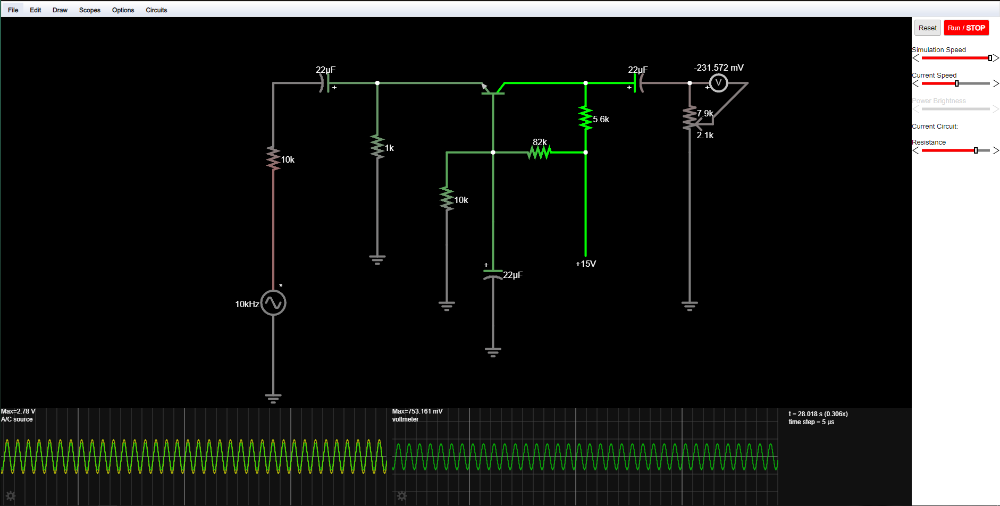 File Edit Draw Scopes Options Circuits
Reset Run / STOP
Simulation Speed
Current Speed
Power Brightness
Current Circuit:
Resistance
22µF
+
22µF
+
-231.572 mV
V
+
7.9k
2.1k
5.6k
82k
1k
10k
10k
+15V
+
22µF
*
10kHz
Max=2.78 V
A/C source
Max=753.161 mV
voltmeter
t = 28.018 s (0.306x)
time step = 5 µs